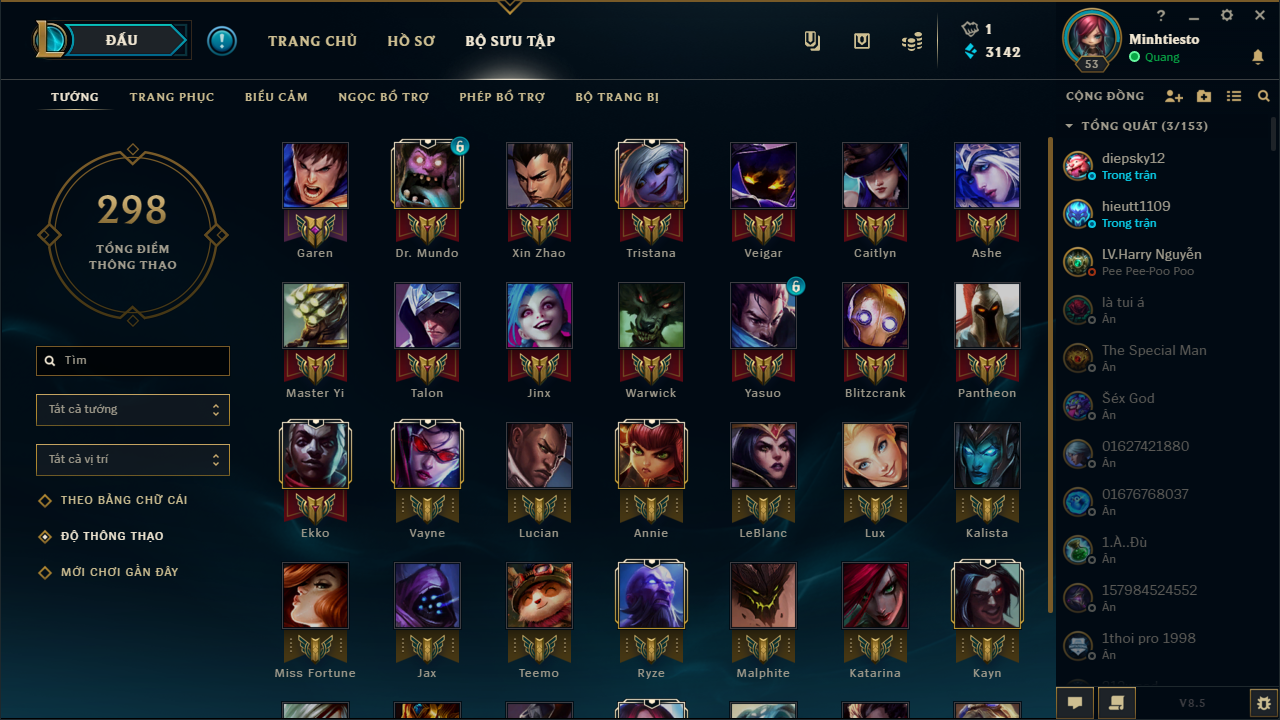 ĐẤU
!
TRANG CHỦ
HỒ SƠ
BỘ SƯU TẬP
1
3142
?
53
Minhtiesto
Quang
TƯỚNG
TRANG PHỤC
BIỂU CẢM
NGỌC BỔ TRỢ
PHÉP BỔ TRỢ
BỘ TRANG BỊ
CỘNG ĐỒNG
TỔNG QUÁT (3/153)
298
TỔNG ĐIỂM
THÔNG THẠO
Tìm
Tất cả tướng
Tất cả vị trí
THEO BẢNG CHỮ CÁI
ĐỘ THÔNG THẠO
MỚI CHƠI GẦN ĐÂY
6
Garen
Dr. Mundo
Xin Zhao
Tristana
Veigar
Caitlyn
Ashe
6
Master Yi
Talon
Jinx
Warwick
Yasuo
Blitzcrank
Pantheon
Ekko
Vayne
Lucian
Annie
LeBlanc
Lux
Kalista
Miss Fortune
Jax
Teemo
Ryze
Malphite
Katarina
Kayn
diepsky12
Trong trận
hieutt1109
Trong trận
LV.Harry Nguyễn
Pee Pee-Poo Poo
là tui á
Ẩn
The Special Man
Ẩn
Šéx God
Ẩn
01627421880
Ẩn
01676768037
Ẩn
1.À..Đù
Ẩn
157984524552
Ẩn
1thoi pro 1998
Ẩn
V8.5